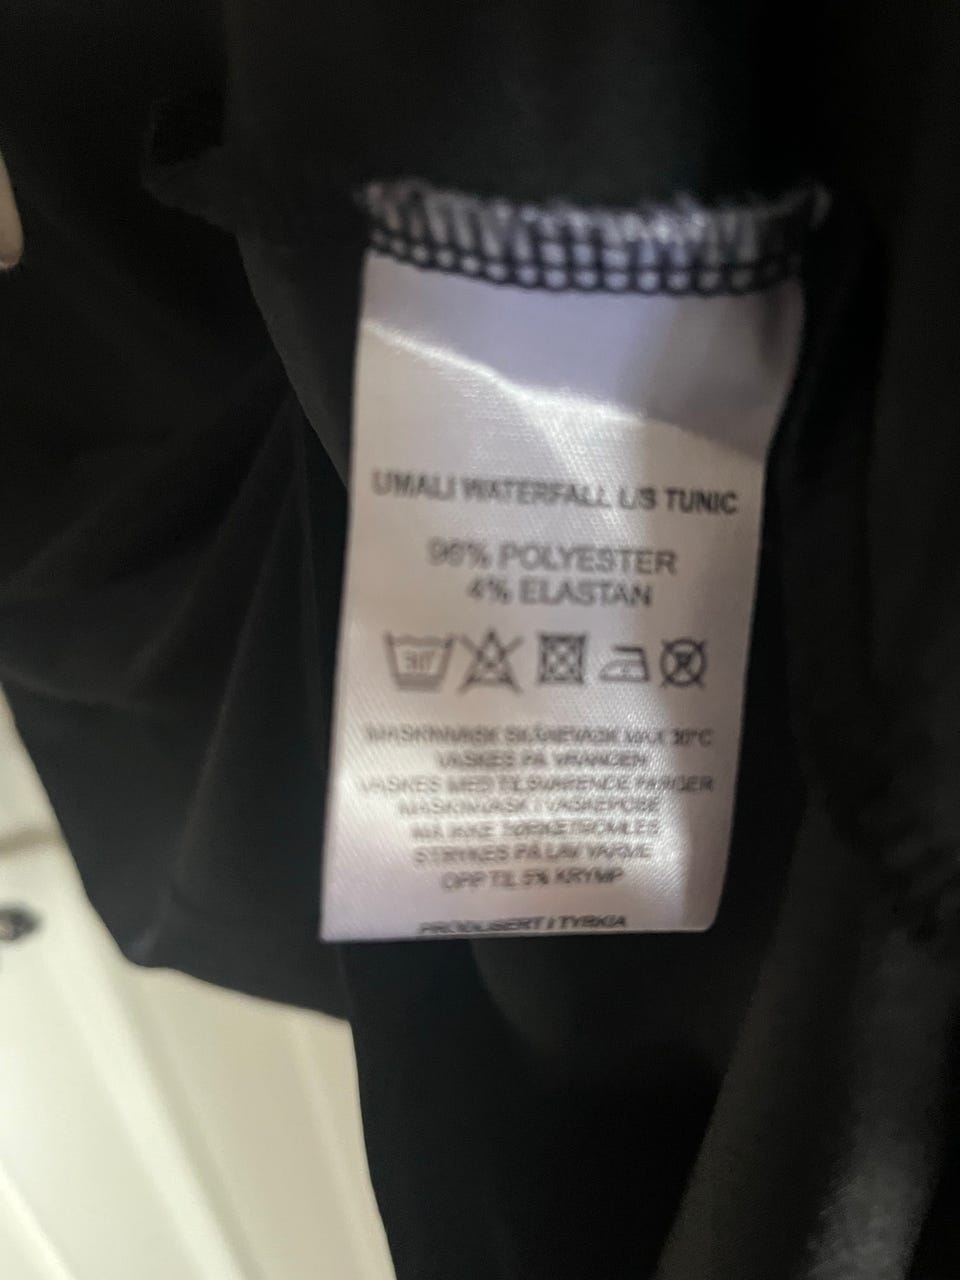 UMALI WATERFALL L/S TUNIC
96% POLYESTER
4% ELASTAN
30°
MASKINVASK SKÅNEVASK MAX 30°C
VASKES PÅ VRANGEN
VASKES MED TILSVARENDE FARGER
MASKINVASK I VASKEPOSE
MÅ IKKE TØRKETROMLES
STRYKES PÅ LAV VARME
OPP TIL 5% KRYMP
PRODUSERT I TYRKIA